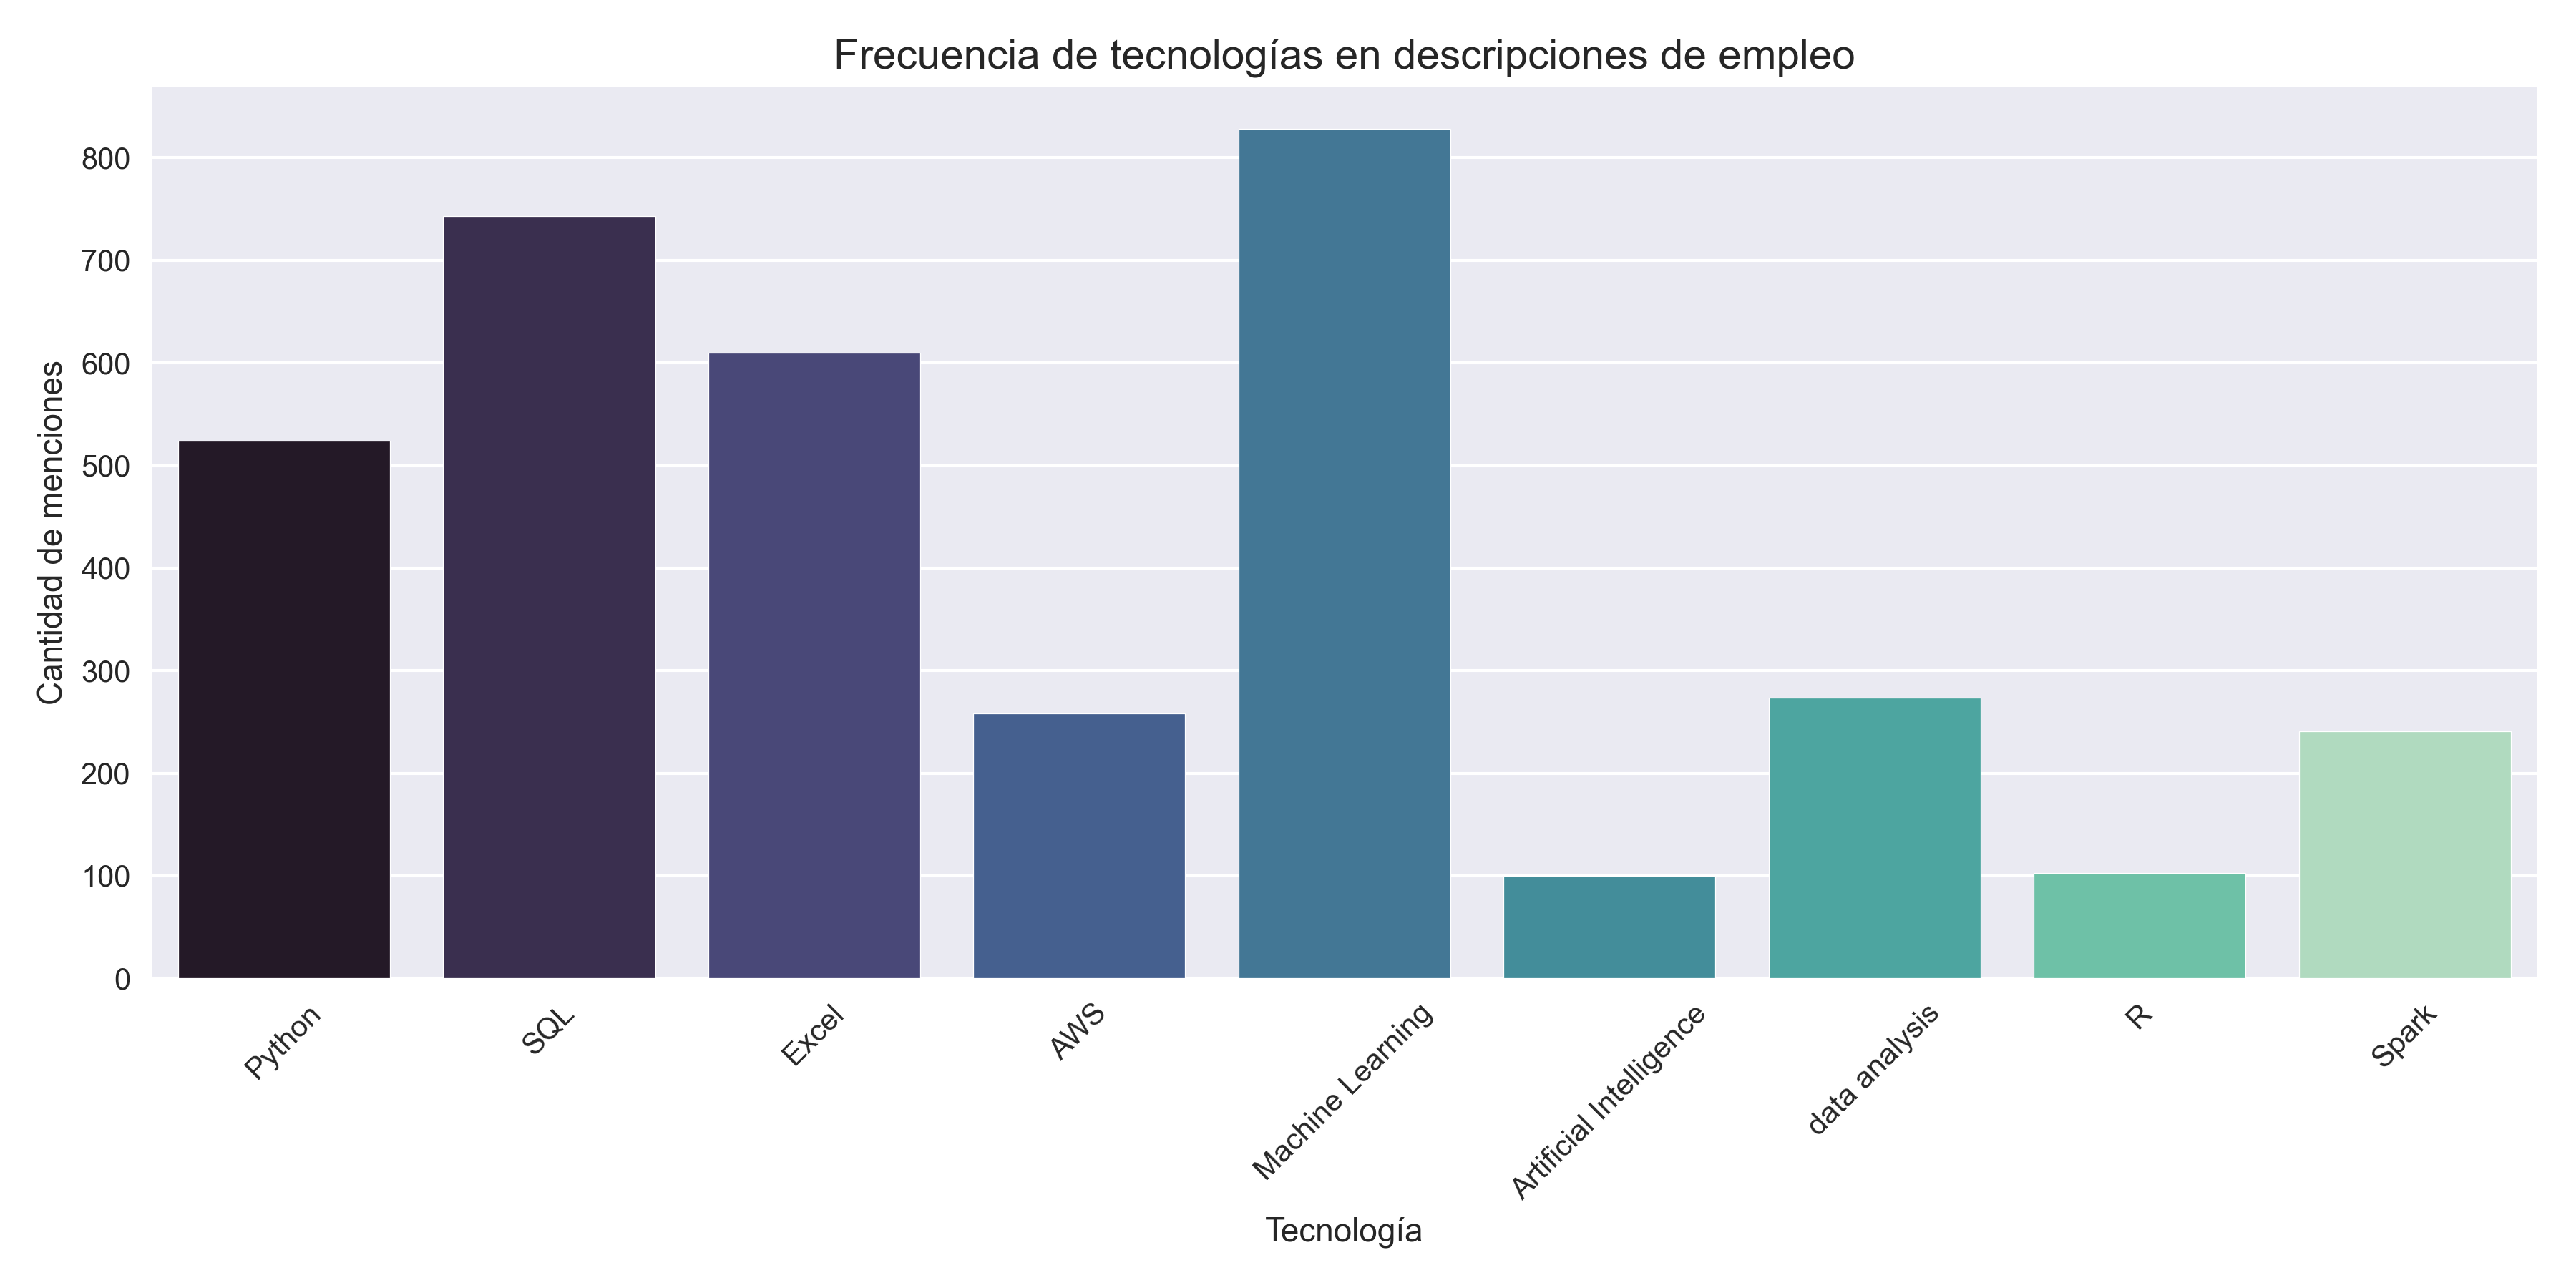 Frecuencia de tecnologías en descripciones de empleo
Cantidad de menciones
800
700
600
500
400
300
200
100
0
Python
SQL
Excel
AWS
Machine Learning
Artificial Intelligence
data analysis
R
Spark
Tecnología